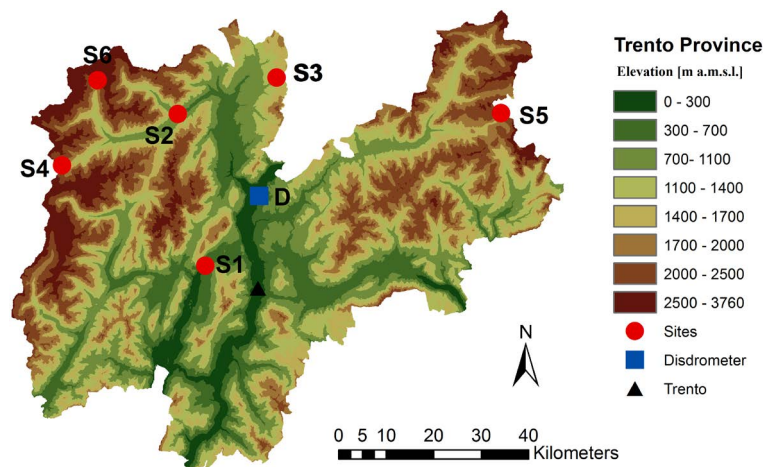 S6
S3
S2
S5
S4
D
S1
N
0 5 10 20 30 40
Kilometers
Trento Province
Elevation [m a.m.s.l.]
0 - 300
300 - 700
700- 1100
1100 - 1400
1400 - 1700
1700 - 2000
2000 - 2500
2500 - 3760
Sites
Disdrometer
Trento